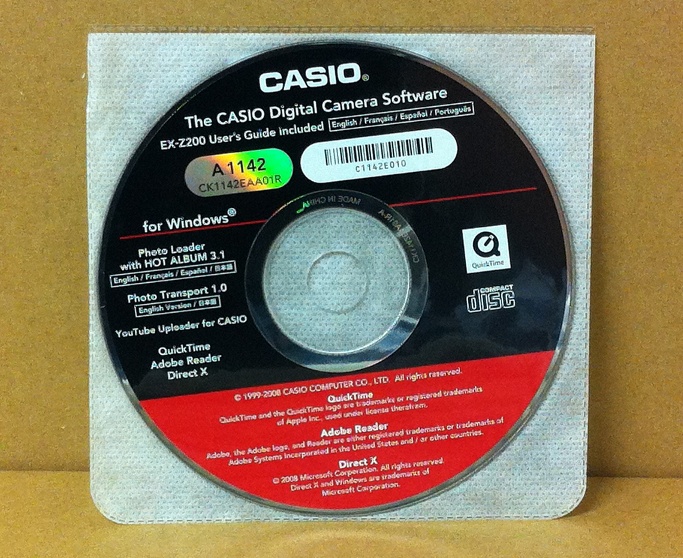 CASIO®
The CASIO Digital Camera Software
EX-Z200 User's Guide included English / Français / Español / Português
A 1142
CK1142EAA01R
C1142E010
for Windows®
MADE IN CHINA
Photo Loader
with HOT ALBUM 3.1
English / Français / Español / 日本語
Photo Transport 1.0
English Version / 日本語
YouTube Uploader for CASIO
QuickTime
Adobe Reader
Direct X
QuickTime
COMPACT
disc
© 1999-2008 CASIO COMPUTER CO., LTD. All rights reserved.
QuickTime
QuickTime and the QuickTime logo are trademarks or registered trademarks
of Apple Inc., used under license therefrom.
Adobe Reader
Adobe, the Adobe logo, and Reader are either registered trademarks or trademarks of
Adobe Systems Incorporated in the United States and / or other countries.
Direct X
© 2008 Microsoft Corporation. All rights reserved.
Direct X and Windows are trademarks of
Microsoft Corporation.